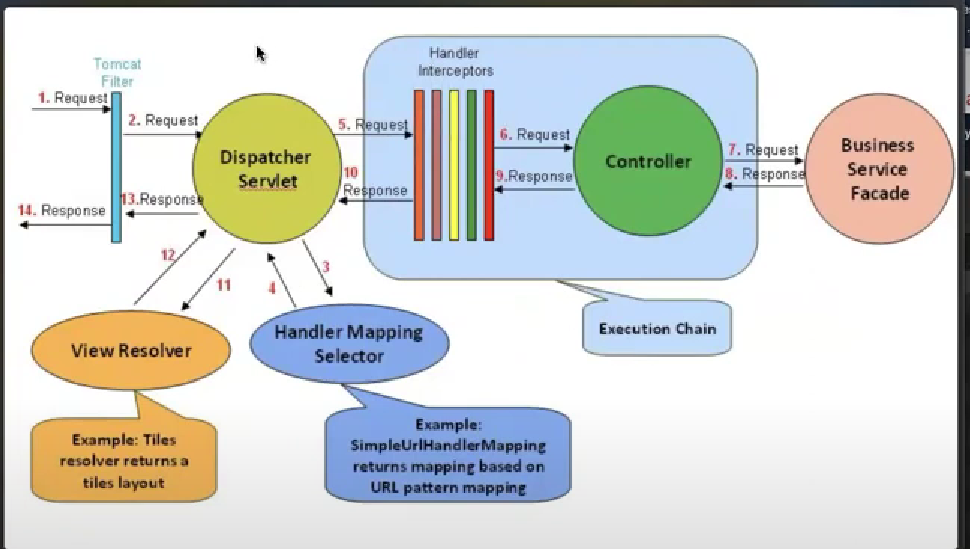 Tomcat
Filter
Handler
Interceptors
1. Request
2. Request
5. Request
6. Request
7. Request
8. Response
9.Response
10
Response
13.Response
14. Response
Dispatcher
Servlet
Controller
Business
Service
Facade
12
11
4
3
View Resolver
Handler Mapping
Selector
Execution Chain
Example: Tiles
resolver returns a
tiles layout
Example:
SimpleUrlHandlerMapping
returns mapping based on
URL pattern mapping